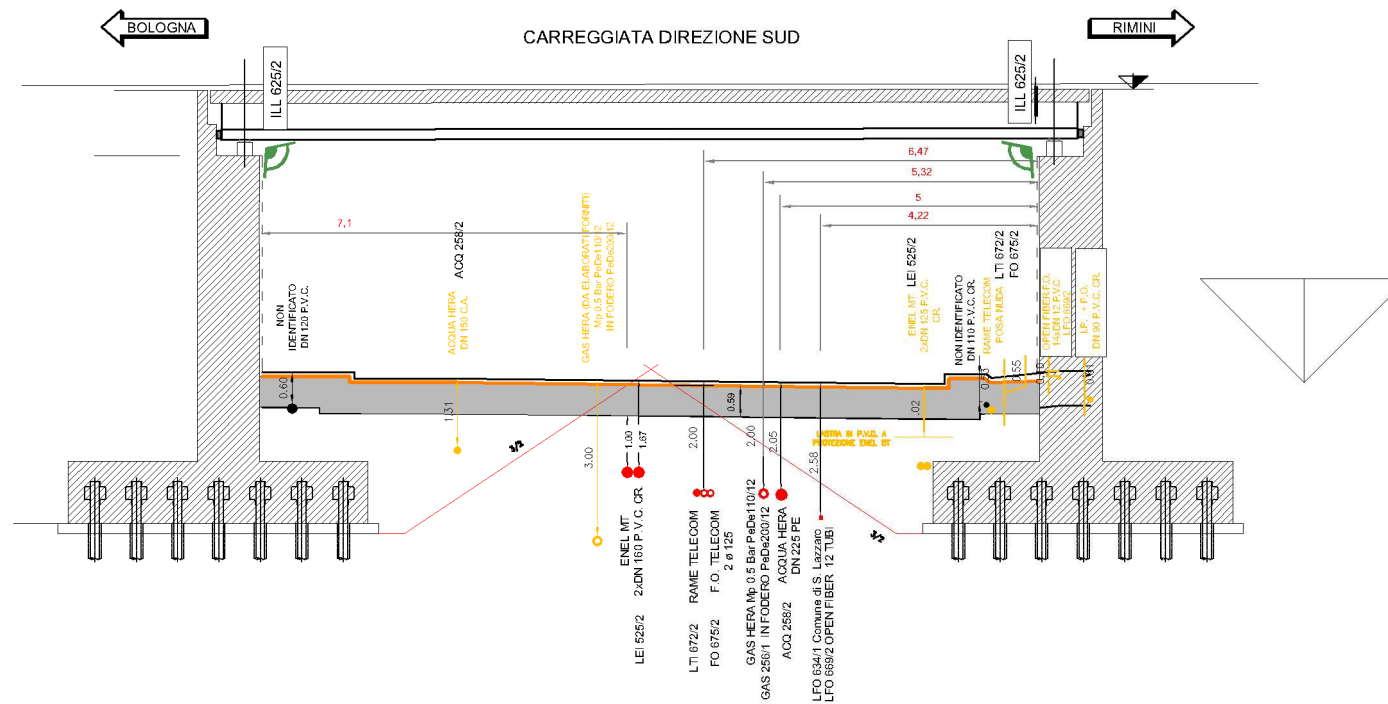 BOLOGNA
CARREGGIATA DIREZIONE SUD
RIMINI
ILL 625/2
ILL 625/2
6,47
5,32
5
4,22
7,1
NON
IDENTIFICATO
DN 120 P.V.C.
ACQUA HERA
DN 150 C.A.
ACQ 258/2
GAS HERA (DA ELABORATI FORNITI)
Mp 0.5 Bar PeDe110/12
IN FODERO PeDe200/12
ENEL MT
2xDN 125 P.V.C.
CR.
LEI 525/2
NON IDENTIFICATO
DN 110 P.V.C. CR.
RAME TELECOM
POSA NUDA
LTI 672/2
FO 675/2
OPEN FIBER F.O.
14xDN 12 P.V.C
LFO 669/2
I.P. + F.O.
DN 90 P.V.C. CR.
0.60
1.31
3.00
1.00
1.67
2.00
0.59
2.00
2.05
2.58
.02
0.55
LASTRA IN P.V.C. A
PROTEZIONE ENEL BT
3/2
3/2
ENEL MT
2xDN 160 P.V.C. CR.
LEI 525/2
RAME TELECOM
LTI 672/2
F.O. TELECOM
2 ø 125
FO 675/2
GAS HERA Mp 0.5 Bar PeDe110/12
GAS 256/1 IN FODERO PeDe200/12
ACQUA HERA
DN 225 PE
ACQ 258/2
LFO 634/1 Comune di S. Lazzaro
LFO 669/2 OPEN FIBER 12 TUBI